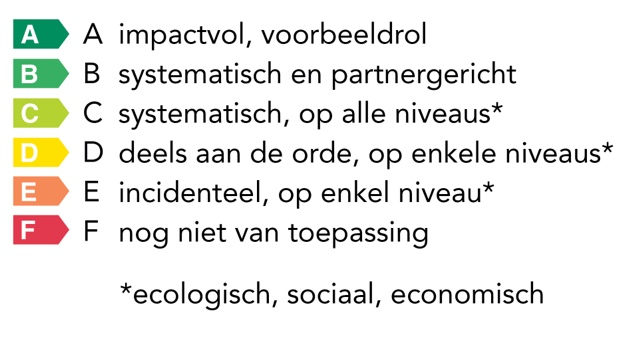 A A impactvol, voorbeeldrol
B B systematisch en partnergericht
C C systematisch, op alle niveaus*
D D deels aan de orde, op enkele niveaus*
E E incidenteel, op enkel niveau*
F F nog niet van toepassing
*ecologisch, sociaal, economisch